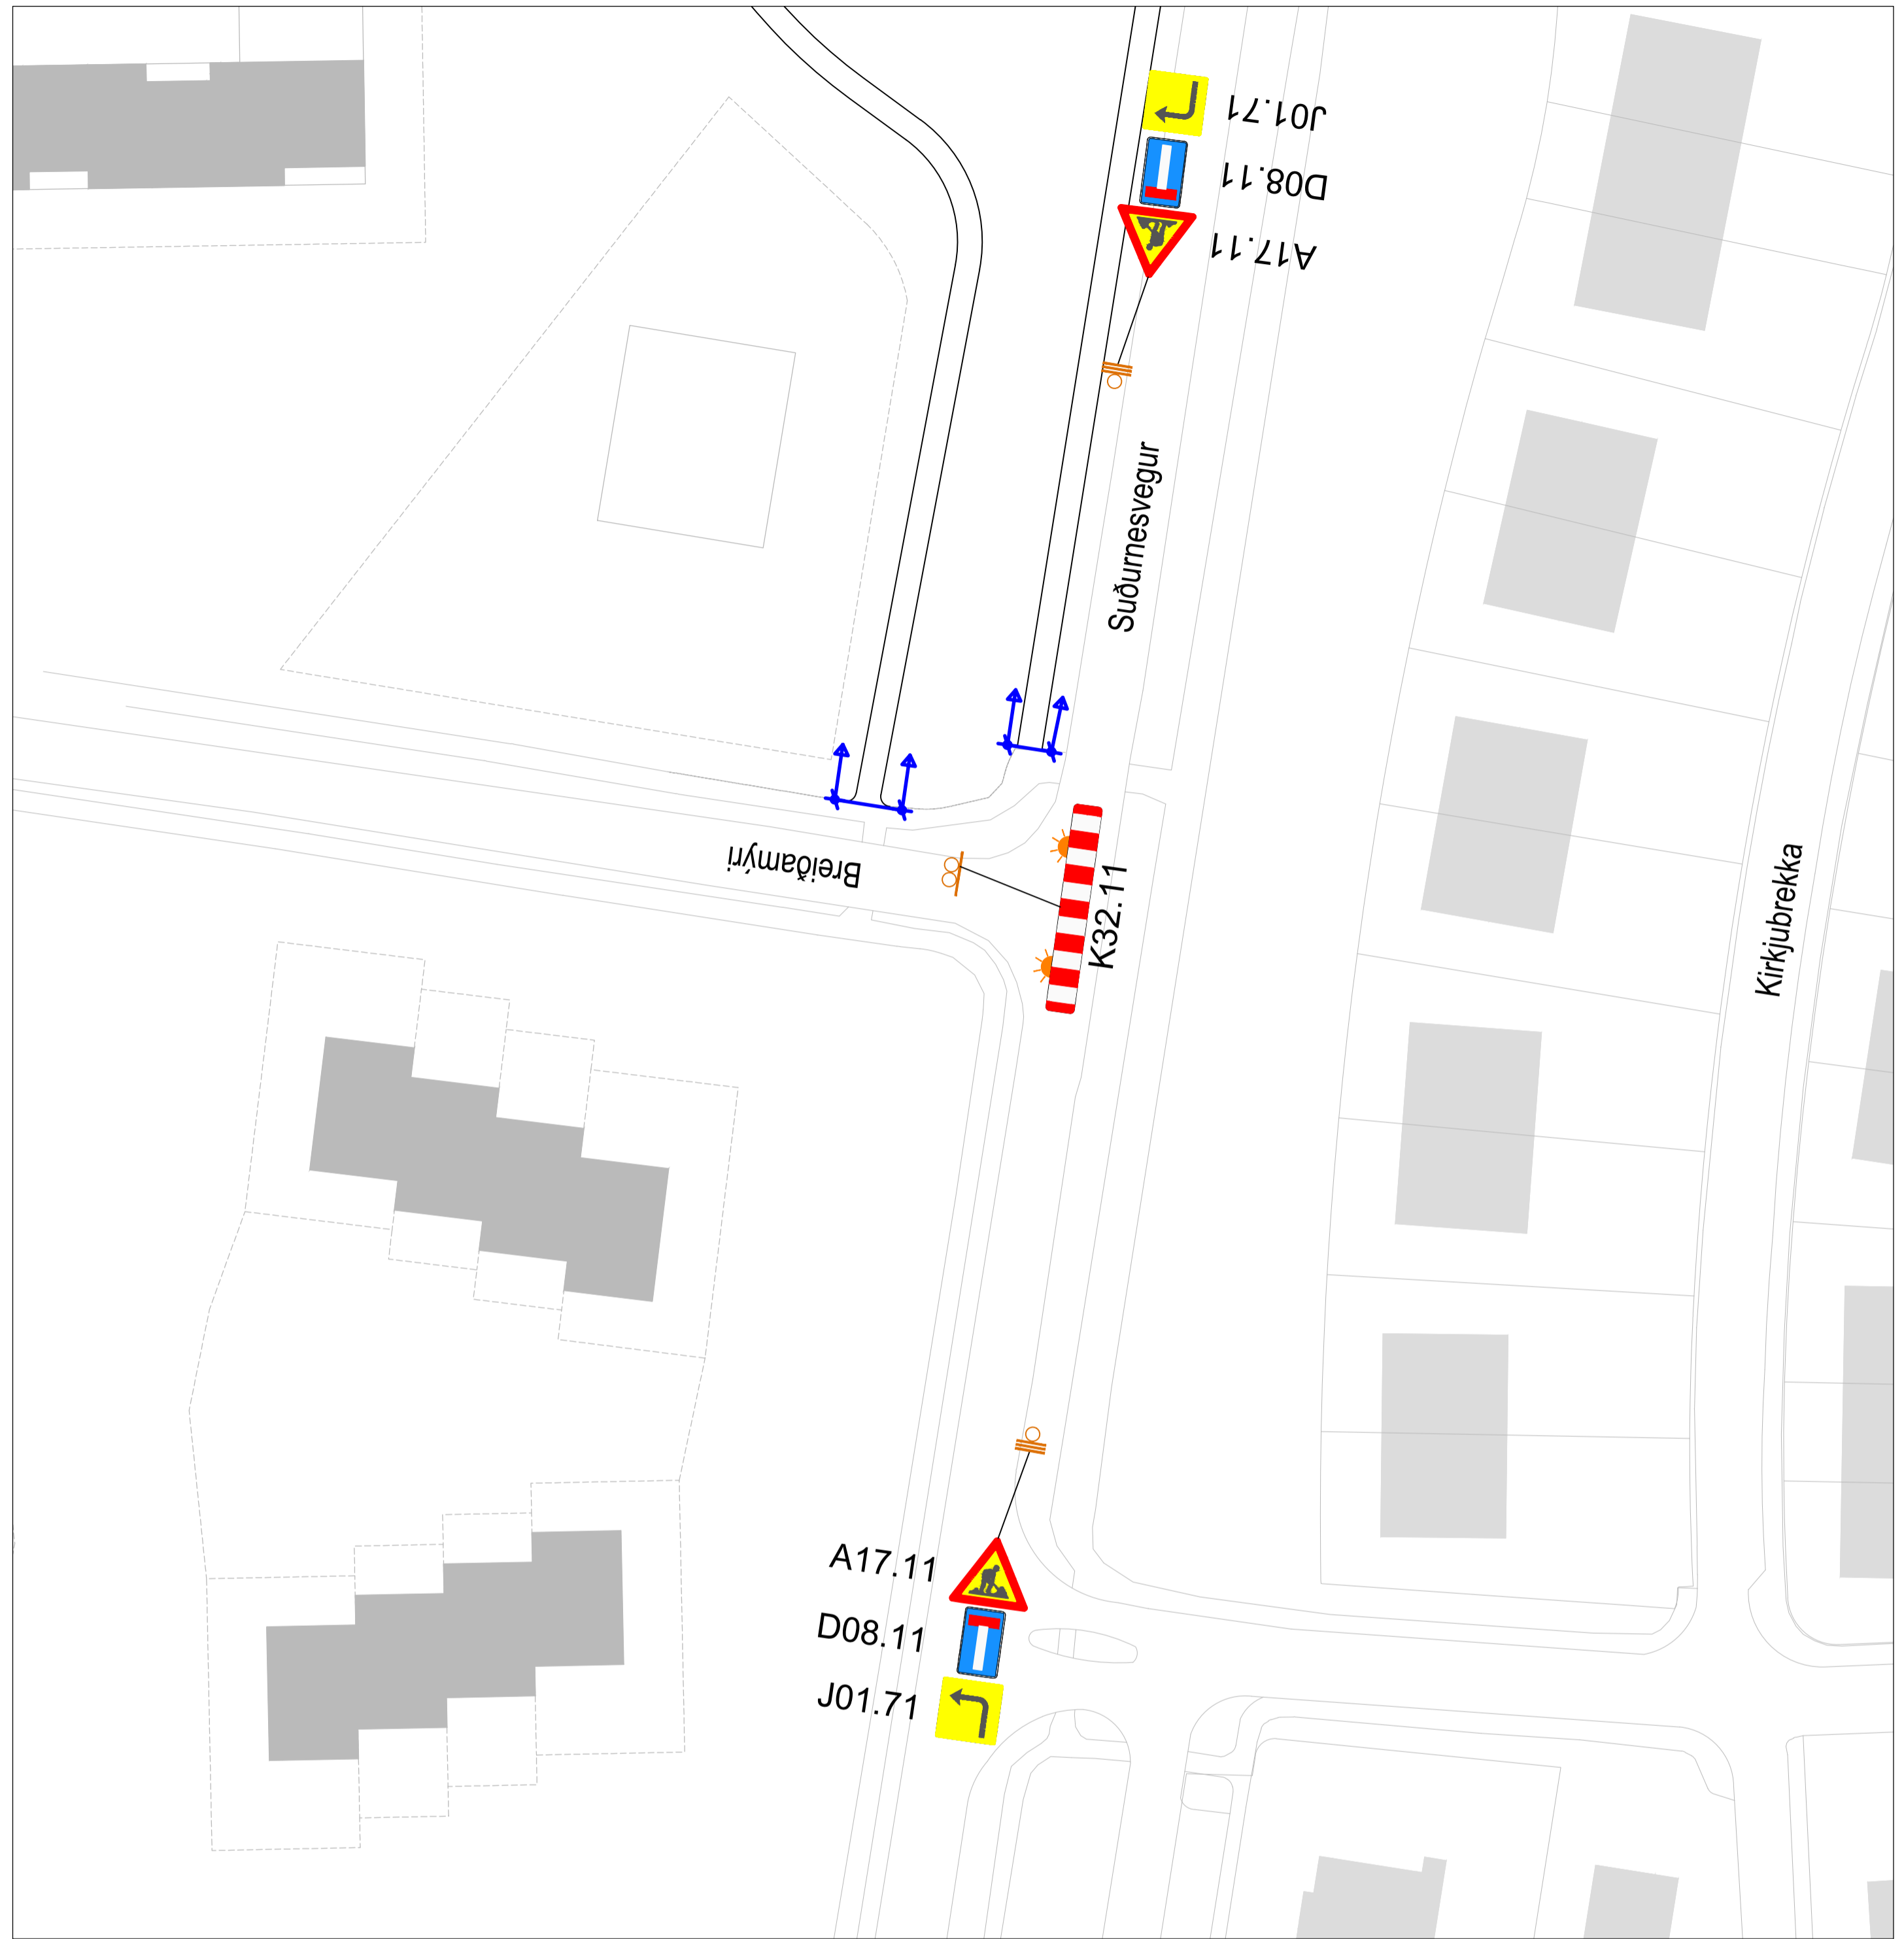 J01.71
D08.11
A17.11
Suðurnesvegur
Breiðamýri
K32.11
Kirkjubrekka
A17.11
D08.11
J01.71